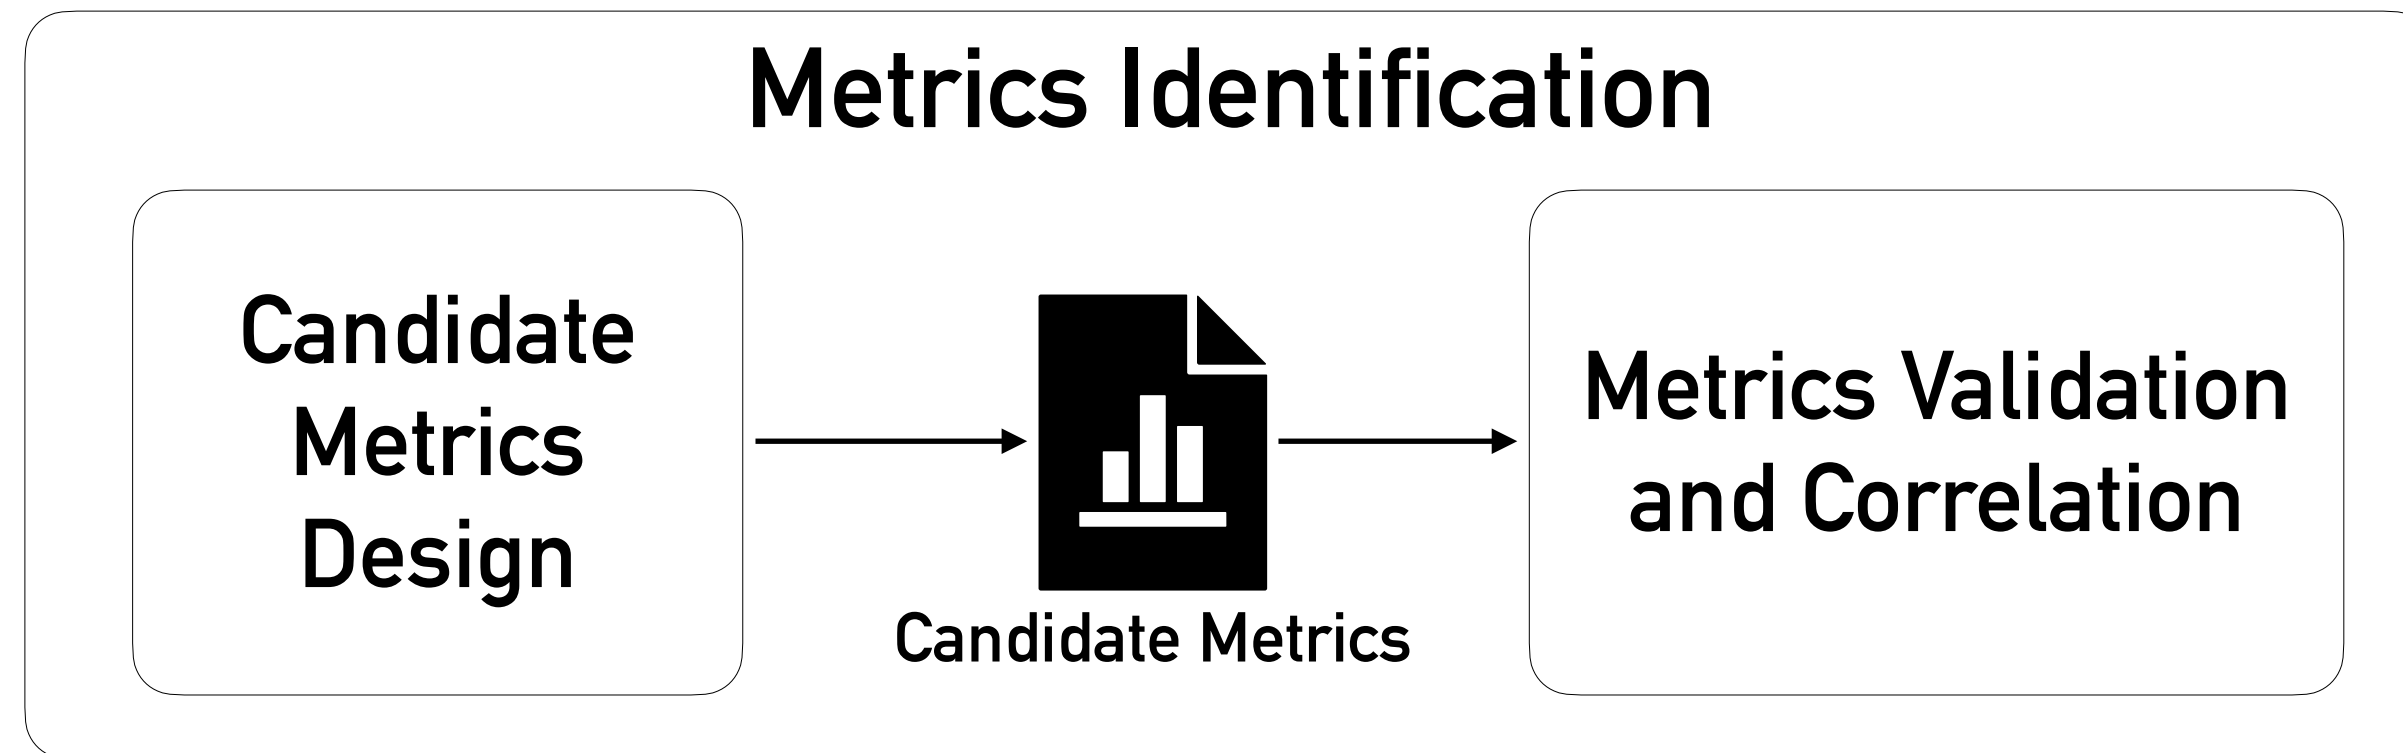 Metrics Identification
Candidate
Metrics
Design
Candidate Metrics
Metrics Validation
and Correlation